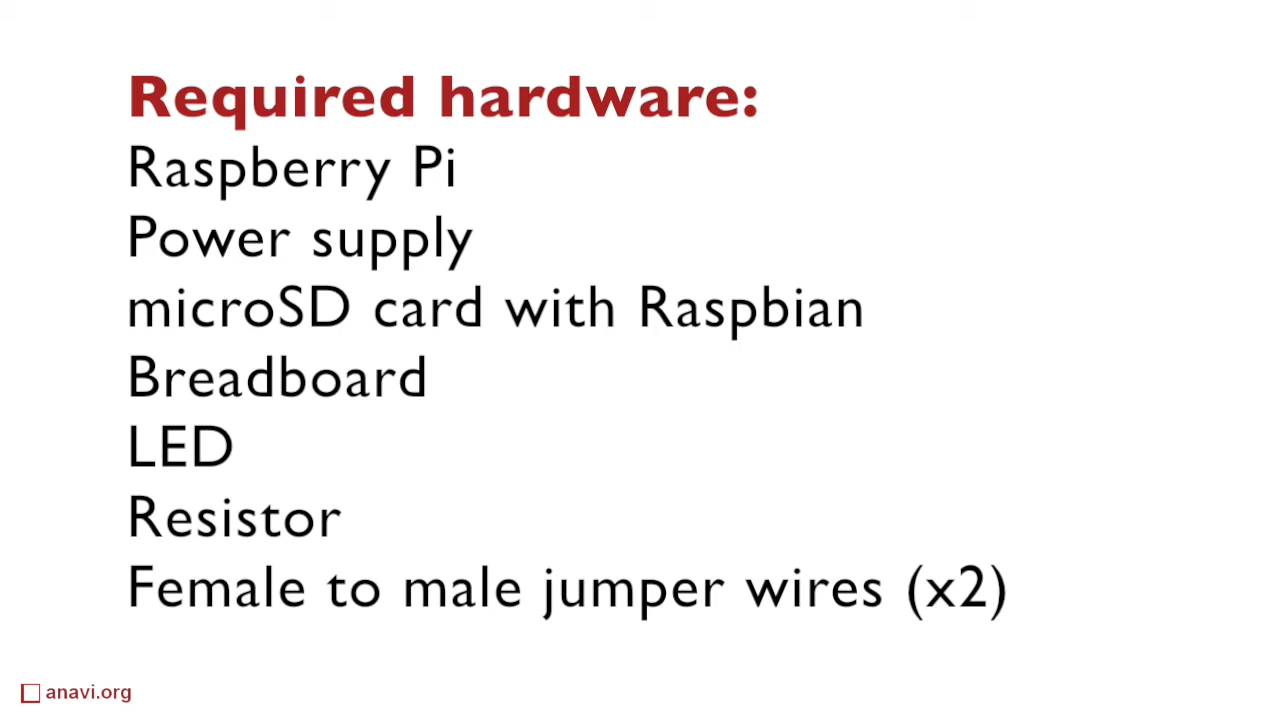 Required hardware:
Raspberry Pi
Power supply
microSD card with Raspbian
Breadboard
LED
Resistor
Female to male jumper wires (x2)
anavi.org